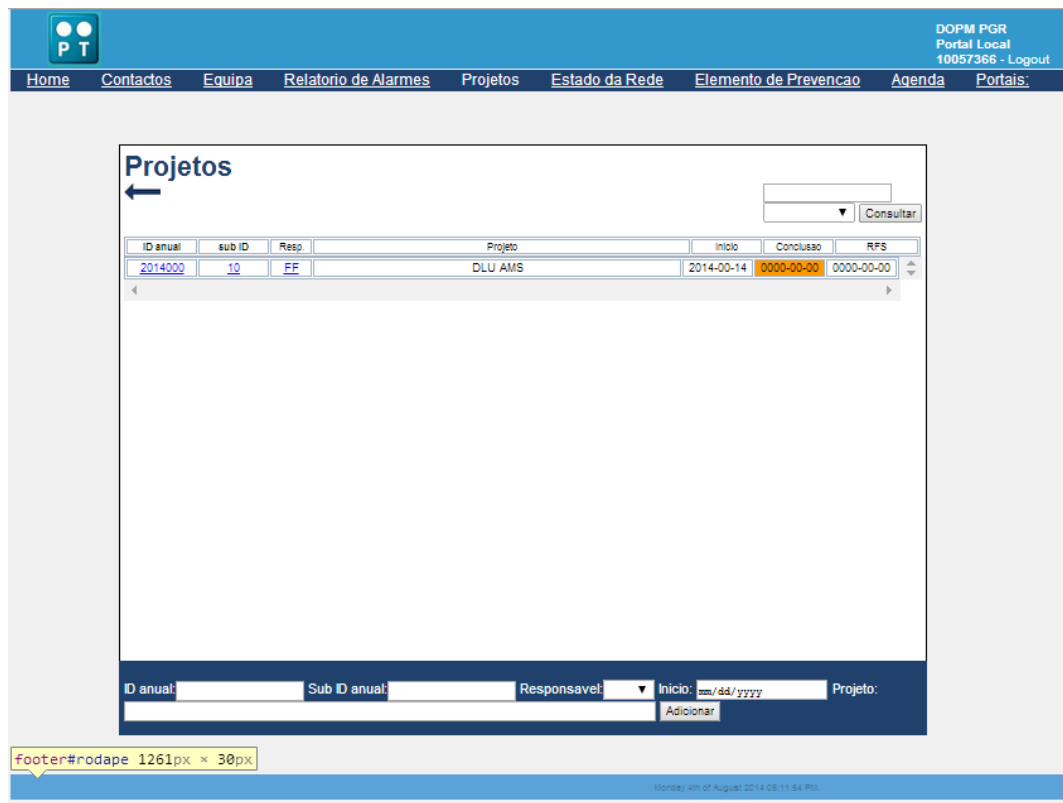 P T
DOPM PGR
Portal Local
10057366 - Logout
Home Contactos Equipa Relatorio de Alarmes Projetos Estado da Rede Elemento de Prevencao Agenda Portais:
Projetos
Consultar
ID anual sub ID Resp. Projeto Inicio Conclusao RFS
2014000 10 FF DLU AMS 2014-00-14 0000-00-00 0000-00-00
ID anual: Sub ID anual: Responsavel: Inicio: mm/dd/yyyy Projeto:
Adicionar
footer#rodape 1261px × 30px
Monday 4th of August 2014 05:11:54 PM.